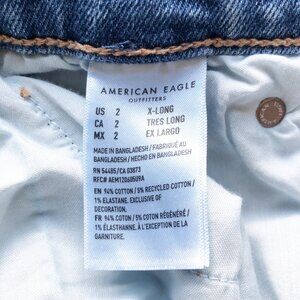 AMERICAN EAGLE
OUTFITTERS
US 2 X-LONG
CA 2 TRES LONG
MX 2 EX LARGO
MADE IN BANGLADESH / FABRIQUÉ AU
BANGLADESH / HECHO EN BANGLADESH
RN 54485 / CA 03873
EN 94% COTTON / 5% RECYCLED COTTON /
1% ELASTANE. EXCLUSIVE OF
DECORATION.
FR 94% COTON / 5% COTON RÉGÉNÉRÉ /
1% ÉLASTHANNE. À L'EXCEPTION DE LA
GARNITURE.